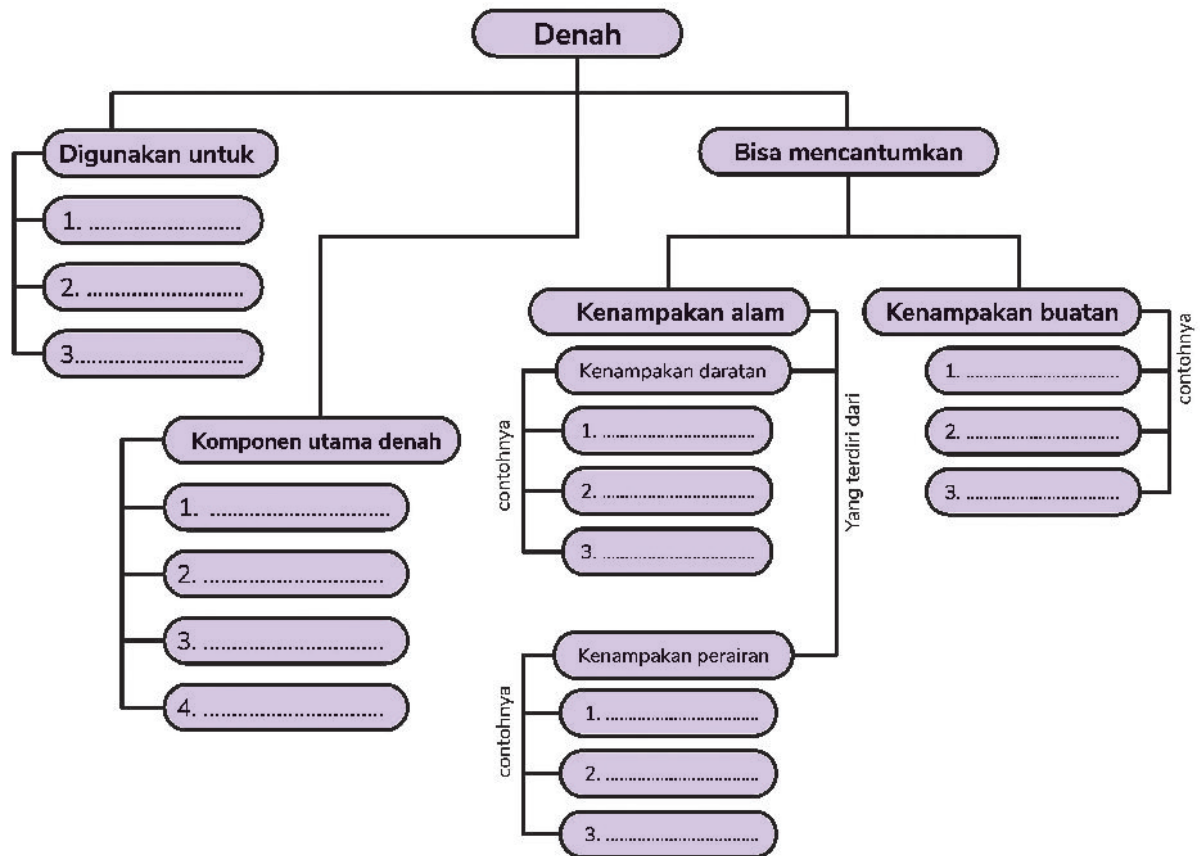 Denah
Digunakan untuk
1. ..............................
2. ..............................
3..............................
Komponen utama denah
1. ..............................
2. ..............................
3. ..............................
4. ..............................
Bisa mencantumkan
Kenampakan alam
Yang terdiri dari
Kenampakan daratan
contohnya
1. ..............................
2. ..............................
3. ..............................
Kenampakan perairan
contohnya
1. ..............................
2. ..............................
3. ..............................
Kenampakan buatan
contohnya
1. ..............................
2. ..............................
3. ..............................